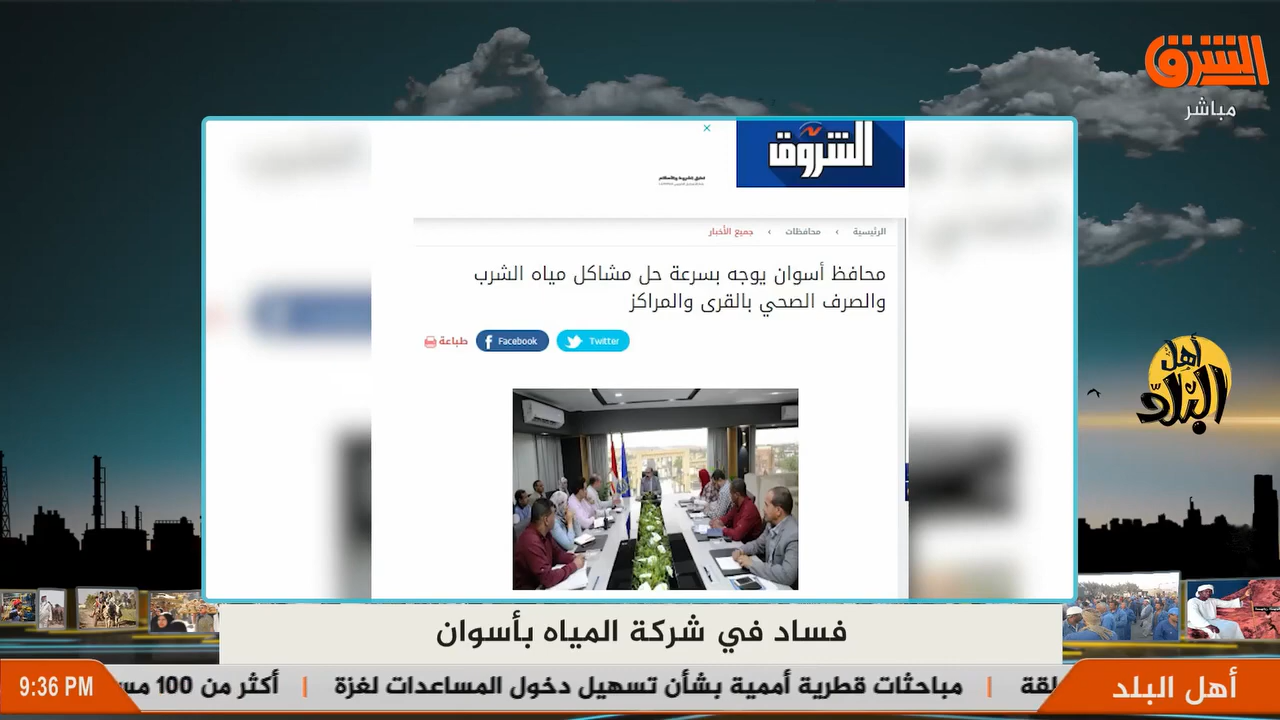 الشرق
مباشر
الشروق
الرئيسية › محافظات › جميع الأخبار
محافظ أسوان يوجه بسرعة حل مشاكل مياه الشرب
والصرف الصحي بالقرى والمراكز
Twitter
Facebook
طباعة
أهل البلد
فساد في شركة المياه بأسوان
أهل البلد
مباحثات قطرية أممية بشأن تسهيل دخول المساعدات لغزة | أكثر من 100
9:36 PM